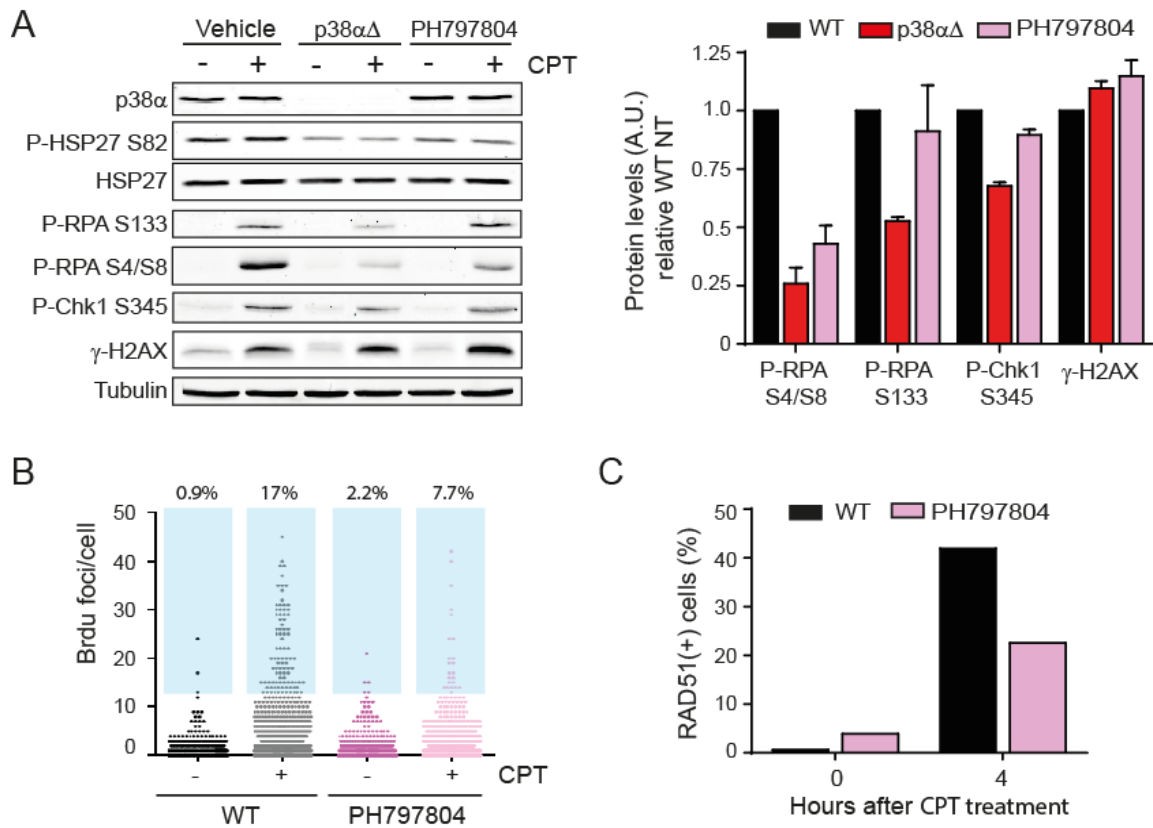 A
Vehicle p38αΔ PH797804
- + - + - + CPT
p38α
P-HSP27 S82
HSP27
P-RPA S133
P-RPA S4/S8
P-Chk1 S345
γ-H2AX
Tubulin
WT p38αΔ PH797804
Protein levels (A.U.)
relative WT NT
1.25
1.0
0.75
0.5
0.25
0
P-RPA
S4/S8
P-RPA
S133
P-Chk1
S345
γ-H2AX
B
0.9% 17% 2.2% 7.7%
Brdu foci/cell
50
40
30
20
10
0
- + - + CPT
WT PH797804
C
WT PH797804
RAD51(+) cells (%)
50
40
30
20
10
0
0 4
Hours after CPT treatment